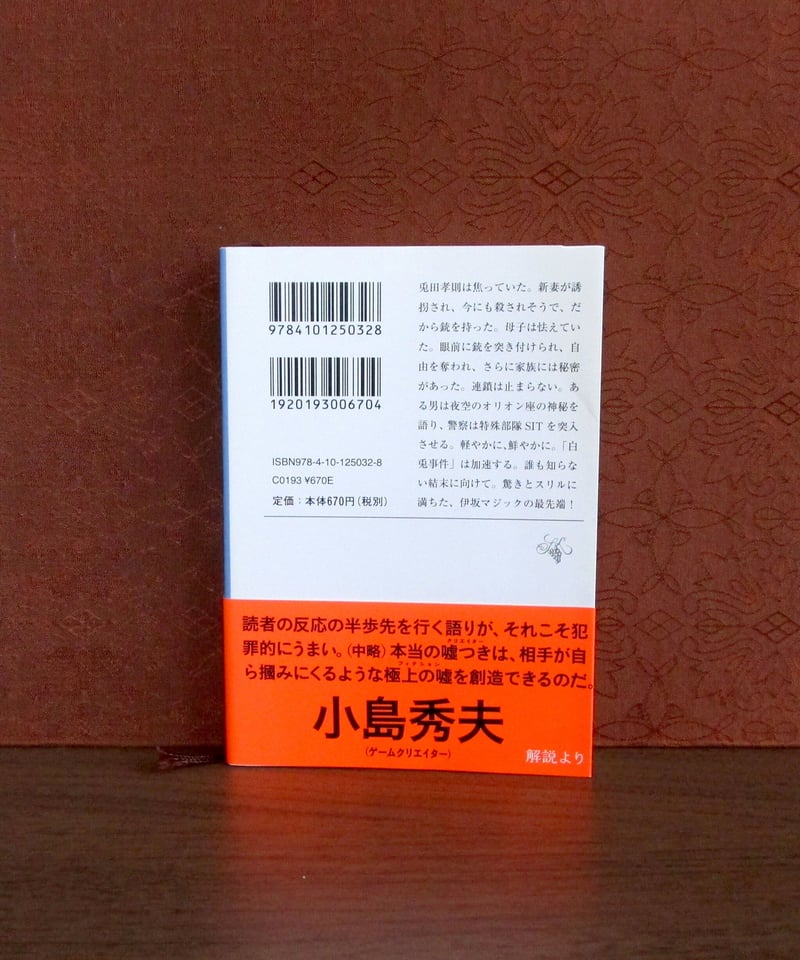 9784101250328
1920193006704
ISBN978-4-10-125032-8
C0193 ¥670E
定価：本体670円（税別）
兎田孝則は焦っていた。新妻が誘
拐され、今にも殺されそうで、だ
から銃を持った。母子は怯えてい
た。眼前に銃を突き付けられ、自
由を奪われ、さらに家族には秘密
があった。連鎖は止まらない。あ
る男は夜空のオリオン座の神秘を
語り、警察は特殊部隊SITを突入
させる。軽やかに、鮮やかに。「白
兎事件」は加速する。誰も知らな
い結末に向けて。驚きとスリルに
満ちた、伊坂マジックの最先端！
読者の反応の半歩先を行く語りが、それこそ犯
クリエイター
罪的にうまい。（中略）本当の嘘つきは、相手が自
フィクション
ら摑みにくるような極上の嘘を創造できるのだ。
小島秀夫
（ゲームクリエイター）
解説より